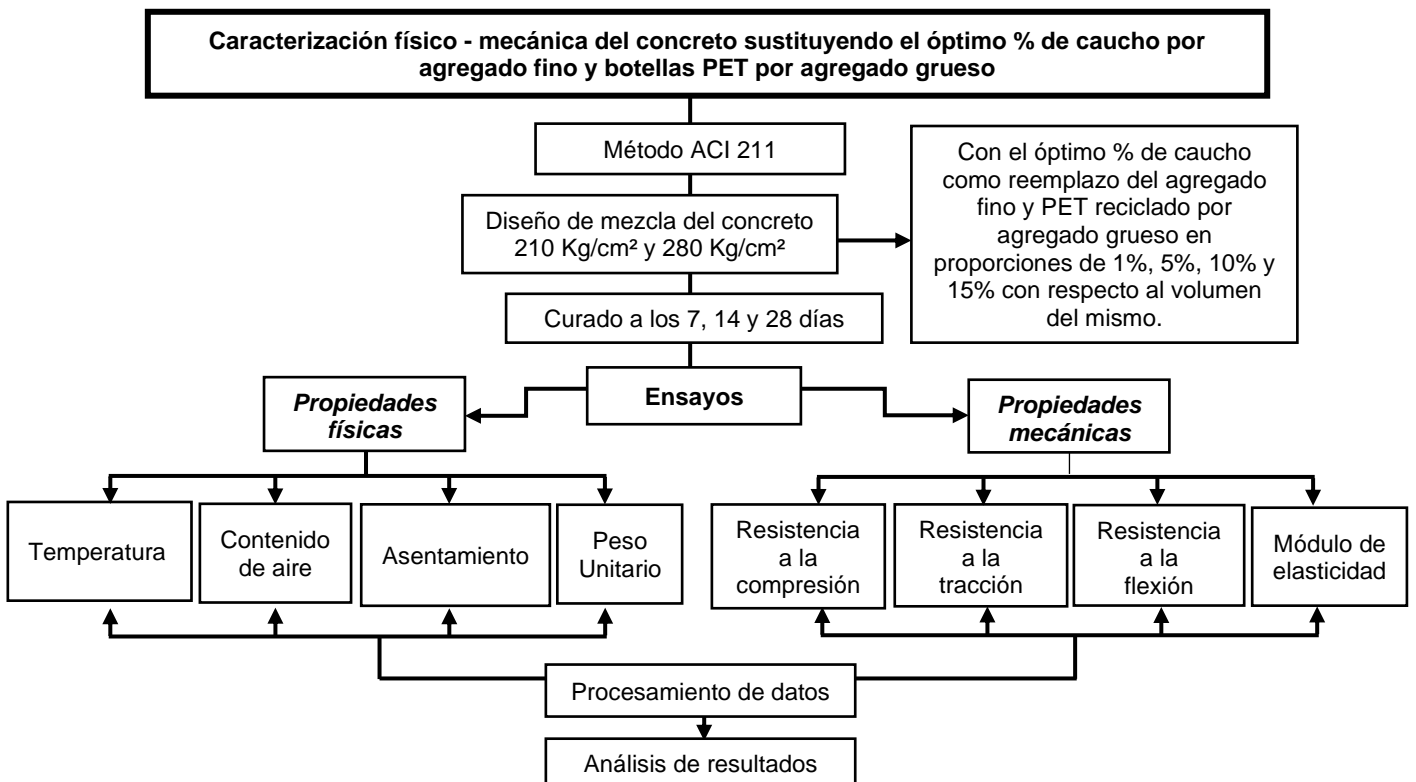 Caracterización físico - mecánica del concreto sustituyendo el óptimo % de caucho por
agregado fino y botellas PET por agregado grueso
Método ACI 211
Diseño de mezcla del concreto
210 Kg/cm² y 280 Kg/cm²
Con el óptimo % de caucho
como reemplazo del agregado
fino y PET reciclado por
agregado grueso en
proporciones de 1%, 5%, 10% y
15% con respecto al volumen
del mismo.
Curado a los 7, 14 y 28 días
Ensayos
Propiedades
físicas
Propiedades
mecánicas
Temperatura
Contenido
de aire
Asentamiento
Peso
Unitario
Resistencia
a la
compresión
Resistencia
a la
tracción
Resistencia
a la
flexión
Módulo de
elasticidad
Procesamiento de datos
Análisis de resultados